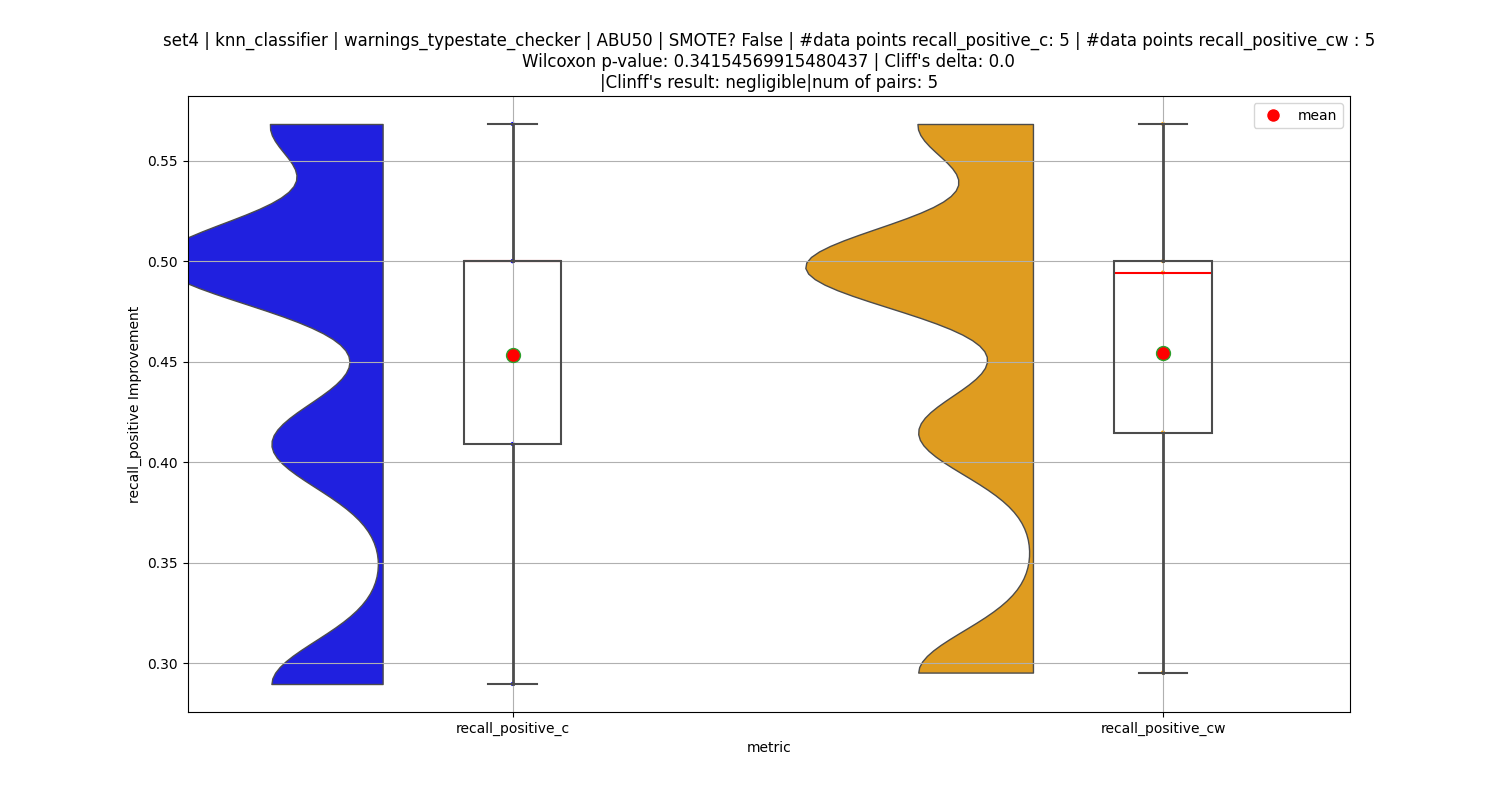 set4 | knn_classifier | warnings_typestate_checker | ABU50 | SMOTE? False | #data points recall_positive_c: 5 | #data points recall_positive_cw : 5
Wilcoxon p-value: 0.34154569915480437 | Cliff's delta: 0.0
|Clinff's result: negligible|num of pairs: 5
mean
0.55
0.50
0.45
0.40
0.35
0.30
recall_positive Improvement
recall_positive_c
recall_positive_cw
metric